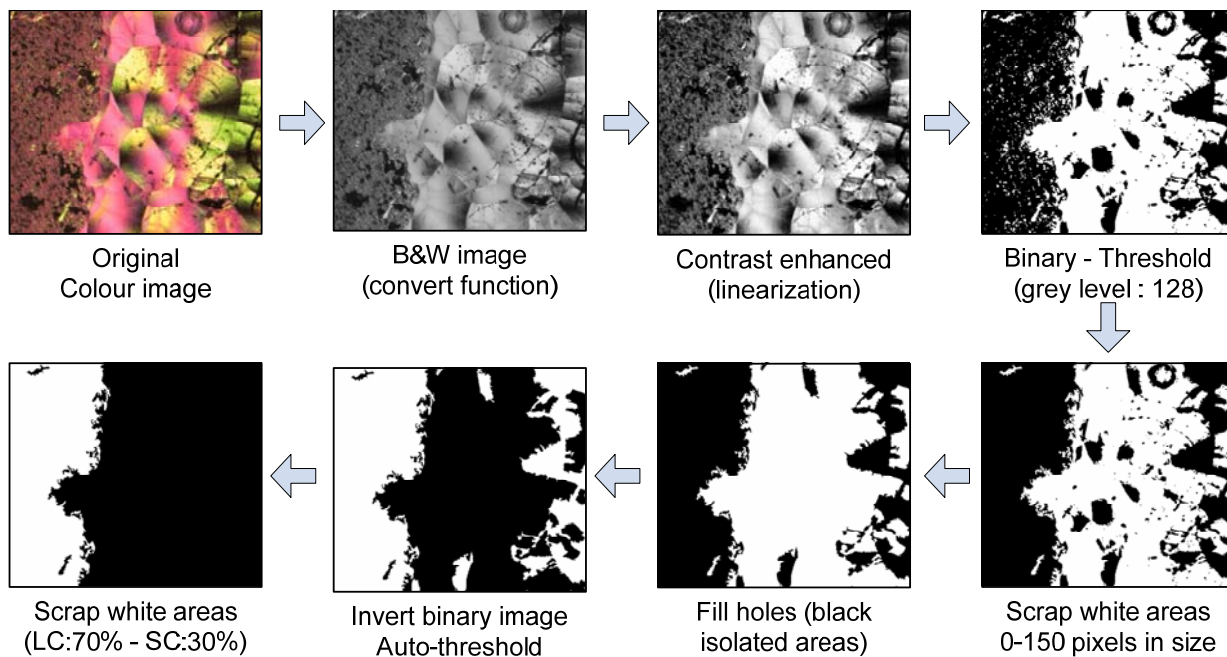 Original
Colour image
B&W image
(convert function)
Contrast enhanced
(linearization)
Binary - Threshold
(grey level : 128)
Scrap white areas
0-150 pixels in size
Fill holes (black
isolated areas)
Invert binary image
Auto-threshold
Scrap white areas
(LC:70% - SC:30%)